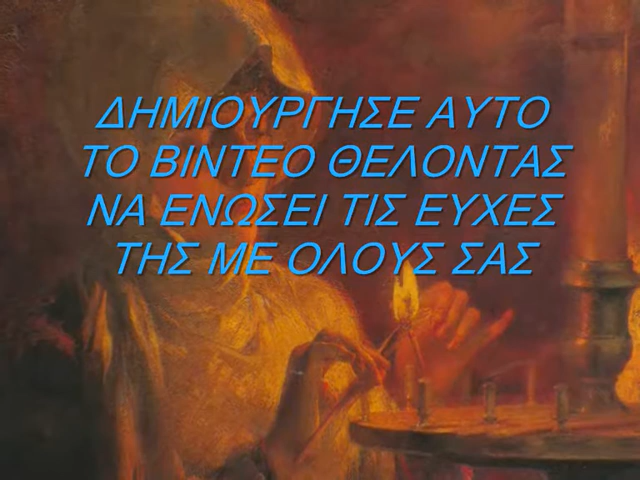 ΔΗΜΙΟΥΡΓΗΣΕ ΑΥΤΟ
ΤΟ ΒΙΝΤΕΟ ΘΕΛΟΝΤΑΣ
ΝΑ ΕΝΩΣΕΙ ΤΙΣ ΕΥΧΕΣ
ΤΗΣ ΜΕ ΟΛΟΥΣ ΣΑΣ